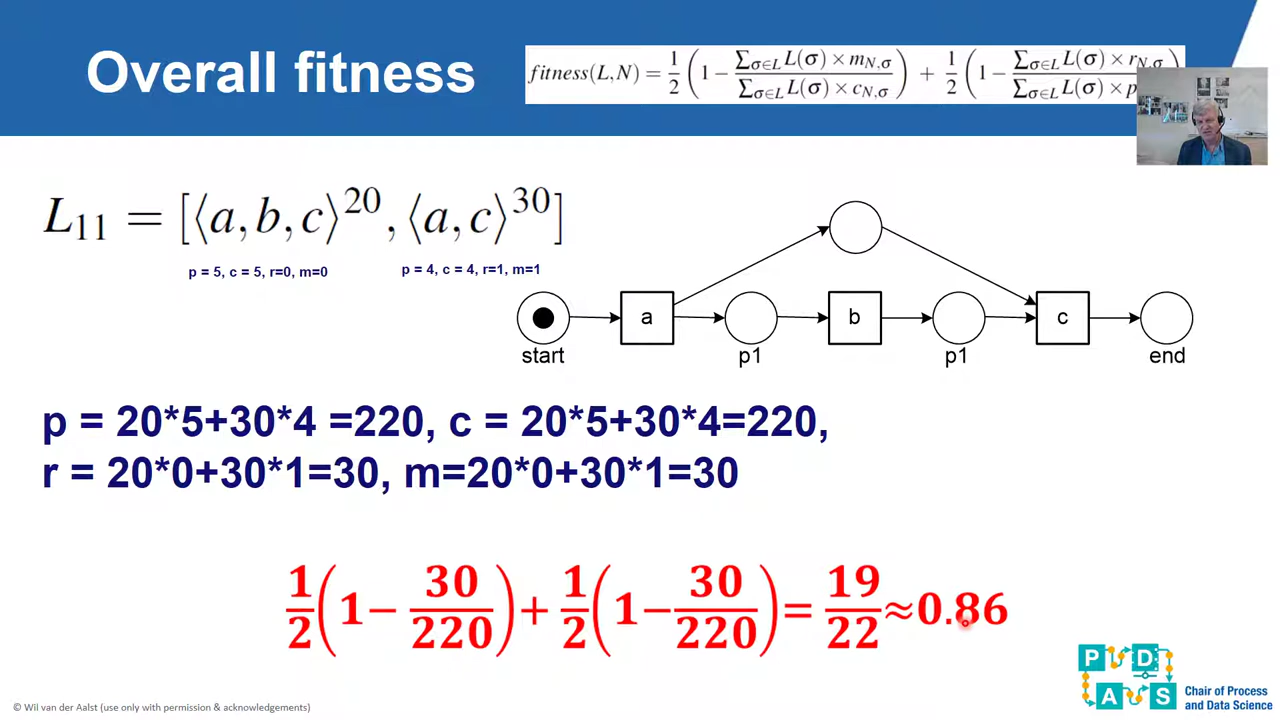 Overall fitness
fitness(L,N) = 1/2 (1 − ∑σ∈L L(σ) × mN,σ / ∑σ∈L L(σ) × cN,σ) + 1/2 (1 − ∑σ∈L L(σ) × rN,σ / ∑σ∈L L(σ) × p
L11 = [⟨a,b,c⟩^20, ⟨a,c⟩^30]
p = 5, c = 5, r=0, m=0
p = 4, c = 4, r=1, m=1
a
b
c
start
p1
p1
end
p = 20*5+30*4 =220, c = 20*5+30*4=220,
r = 20*0+30*1=30, m=20*0+30*1=30
1/2(1− 30/220)+ 1/2(1−30/220)= 19/22 ≈0.86
P D
A S
Chair of Process
and Data Science
© Wil van der Aalst (use only with permission & acknowledgements)